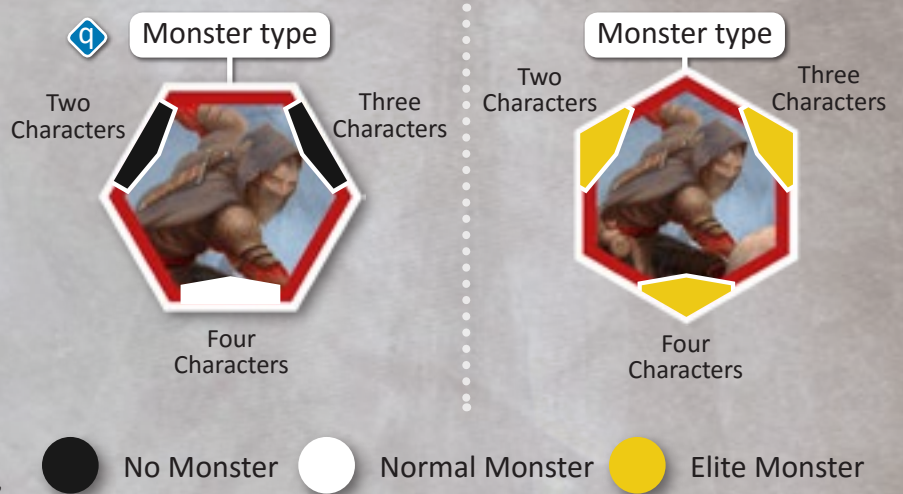 q
Monster type
Monster type
Two
Characters
Three
Characters
Two
Characters
Three
Characters
Four
Characters
Four
Characters
No Monster
Normal Monster
Elite Monster